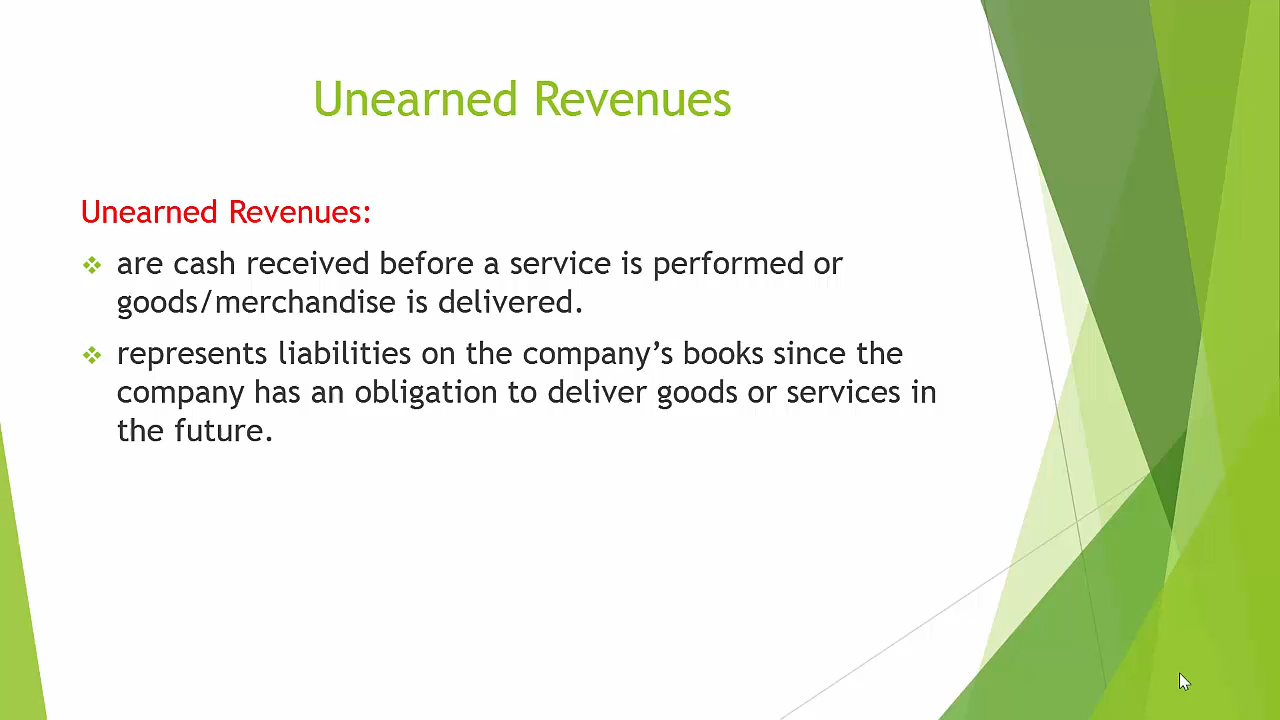 Unearned Revenues
Unearned Revenues:
❖ are cash received before a service is performed or
goods/merchandise is delivered.
❖ represents liabilities on the company’s books since the
company has an obligation to deliver goods or services in
the future.